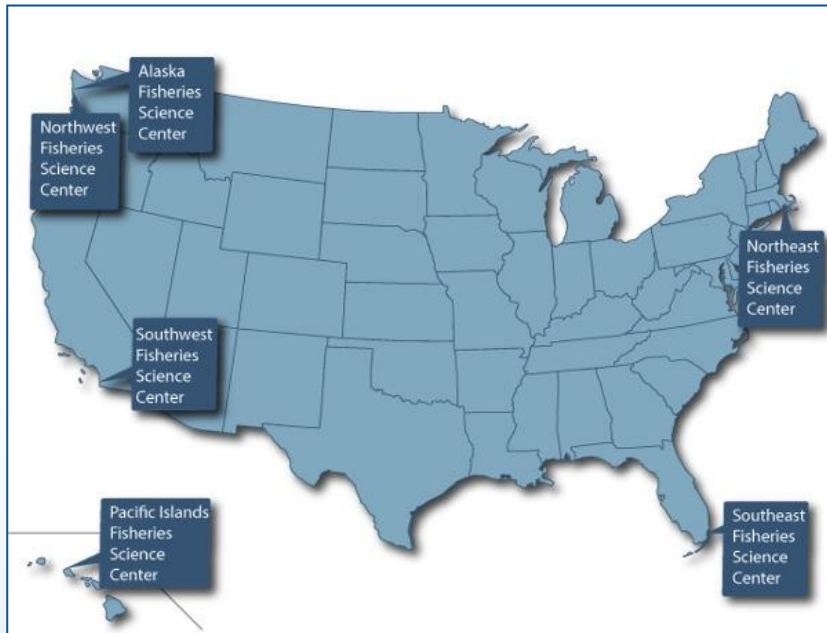 Alaska
Fisheries
Science
Center
Northwest
Fisheries
Science
Center
Northeast
Fisheries
Science
Center
Southwest
Fisheries
Science
Center
Pacific Islands
Fisheries
Science
Center
Southeast
Fisheries
Science
Center